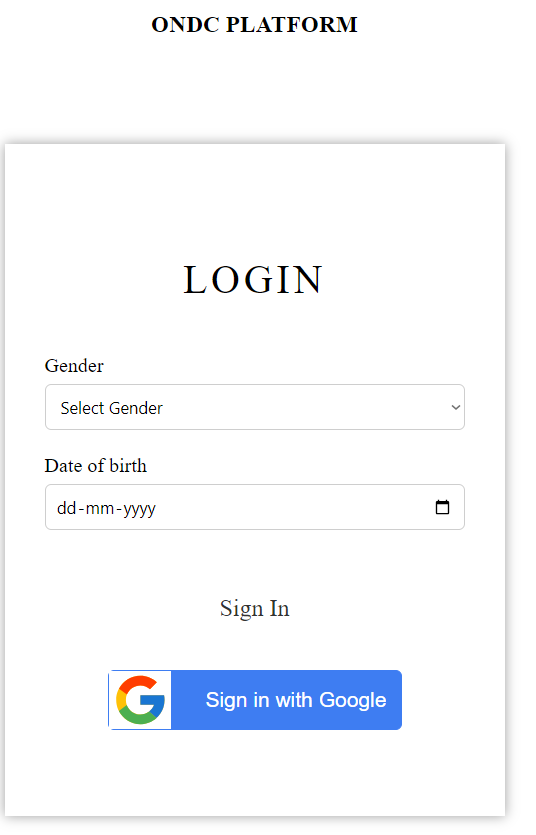 ONDC PLATFORM
LOGIN
Gender
Select Gender
Date of birth
dd-mm-yyyy
Sign In
Sign in with Google